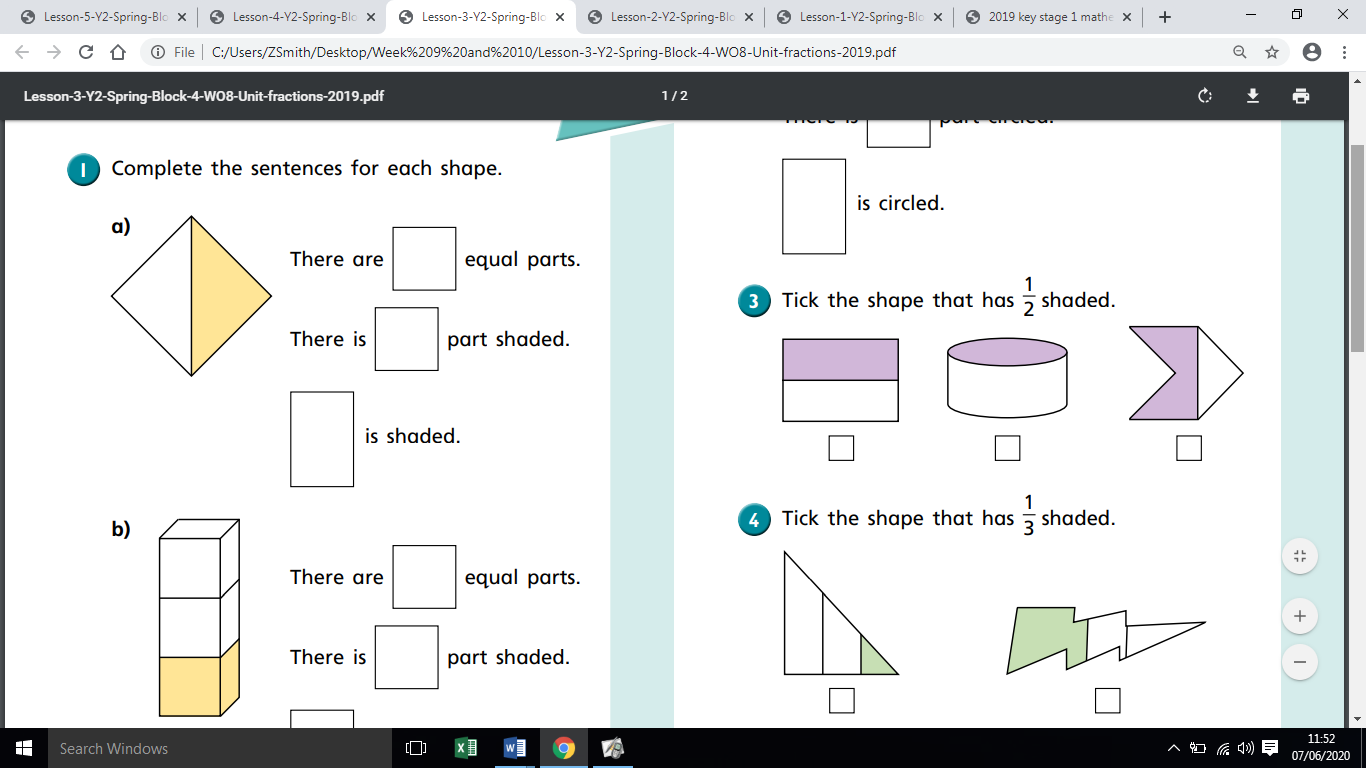 Lesson-5-Y2-Spring-Blo
Lesson-4-Y2-Spring-Blo
Lesson-3-Y2-Spring-Blo
Lesson-2-Y2-Spring-Blo
Lesson-1-Y2-Spring-Blo
2019 key stage 1 mathe
File C:/Users/ZSmith/Desktop/Week%209%20and%2010/Lesson-3-Y2-Spring-Block-4-WO8-Unit-fractions-2019.pdf
Lesson-3-Y2-Spring-Block-4-WO8-Unit-fractions-2019.pdf
1 / 2
1 Complete the sentences for each shape.
a)
There are equal parts.
There is part shaded.
is shaded.
b)
There are equal parts.
There is part shaded.
There is part circled.
is circled.
3 Tick the shape that has 1/2 shaded.
4 Tick the shape that has 1/3 shaded.
Search Windows
11:52
07/06/2020